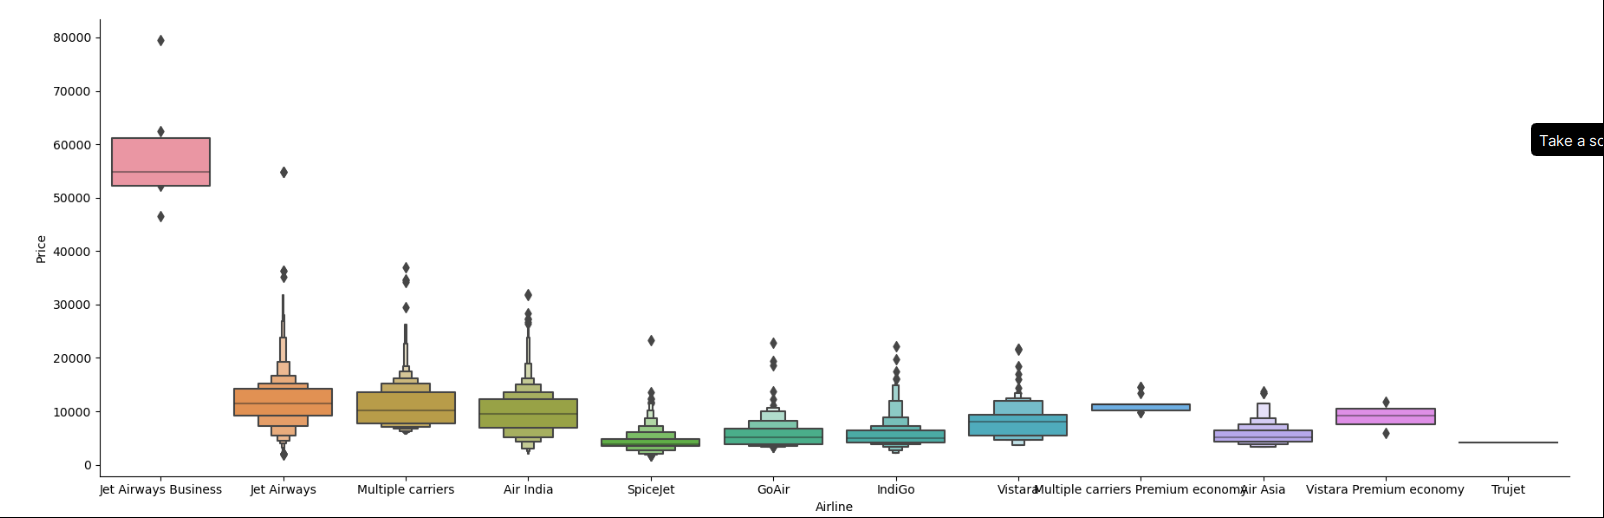 80000
70000
60000
50000
40000
30000
20000
10000
0
Price
Take a sc
Jet Airways Business Jet Airways Multiple carriers Air India SpiceJet GoAir IndiGo Vistara Multiple carriers Premium economy Air Asia Vistara Premium economy Trujet
Airline